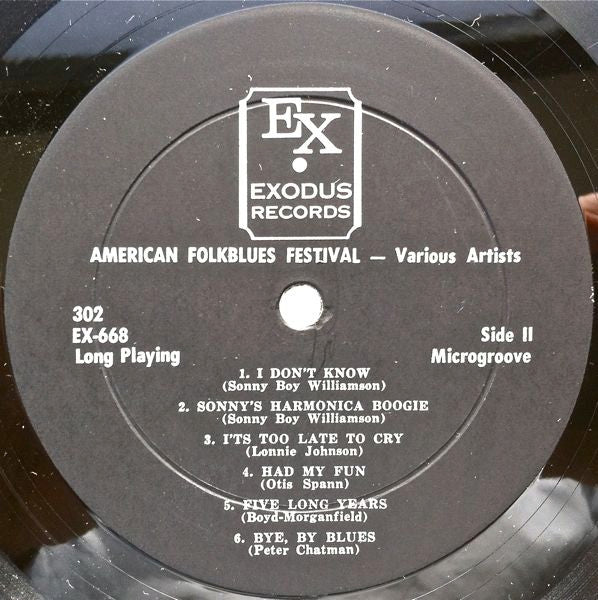 EX
EXODUS
RECORDS
AMERICAN FOLKBLUES FESTIVAL — Various Artists
302
EX-668
Long Playing
Side II
Microgroove
1. I DON'T KNOW
(Sonny Boy Williamson)
2. SONNY'S HARMONICA BOOGIE
(Sonny Boy Williamson)
3. I'TS TOO LATE TO CRY
(Lonnie Johnson)
4. HAD MY FUN
(Otis Spann)
5. FIVE LONG YEARS
(Boyd-Morganfield)
6. BYE, BY BLUES
(Peter Chatman)